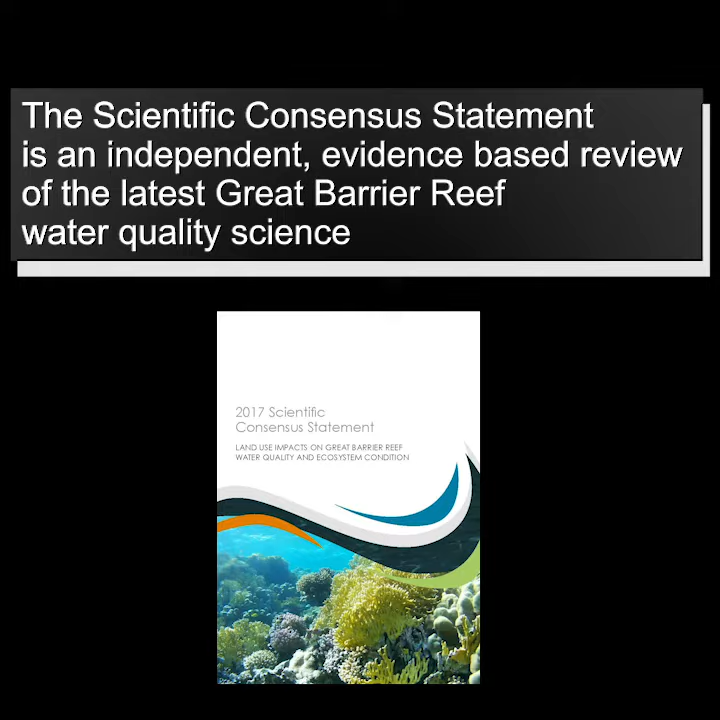 The Scientific Consensus Statement
is an independent, evidence based review
of the latest Great Barrier Reef
water quality science
2017 Scientific
Consensus Statement
LAND USE IMPACTS ON GREAT BARRIER REEF
WATER QUALITY AND ECOSYSTEM CONDITION